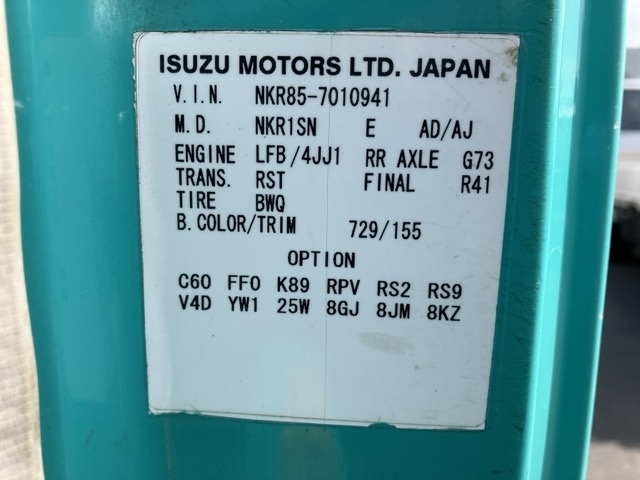 ISUZU MOTORS LTD. JAPAN
V.I.N. NKR85-7010941
M.D. NKR1SN E AD/AJ
ENGINE LFB/4JJ1 RR AXLE G73
TRANS. RST FINAL R41
TIRE BWQ
B.COLOR/TRIM 729/155
OPTION
C60 FF0 K89 RPV RS2 RS9
V4D YW1 25W 8GJ 8JM 8KZ